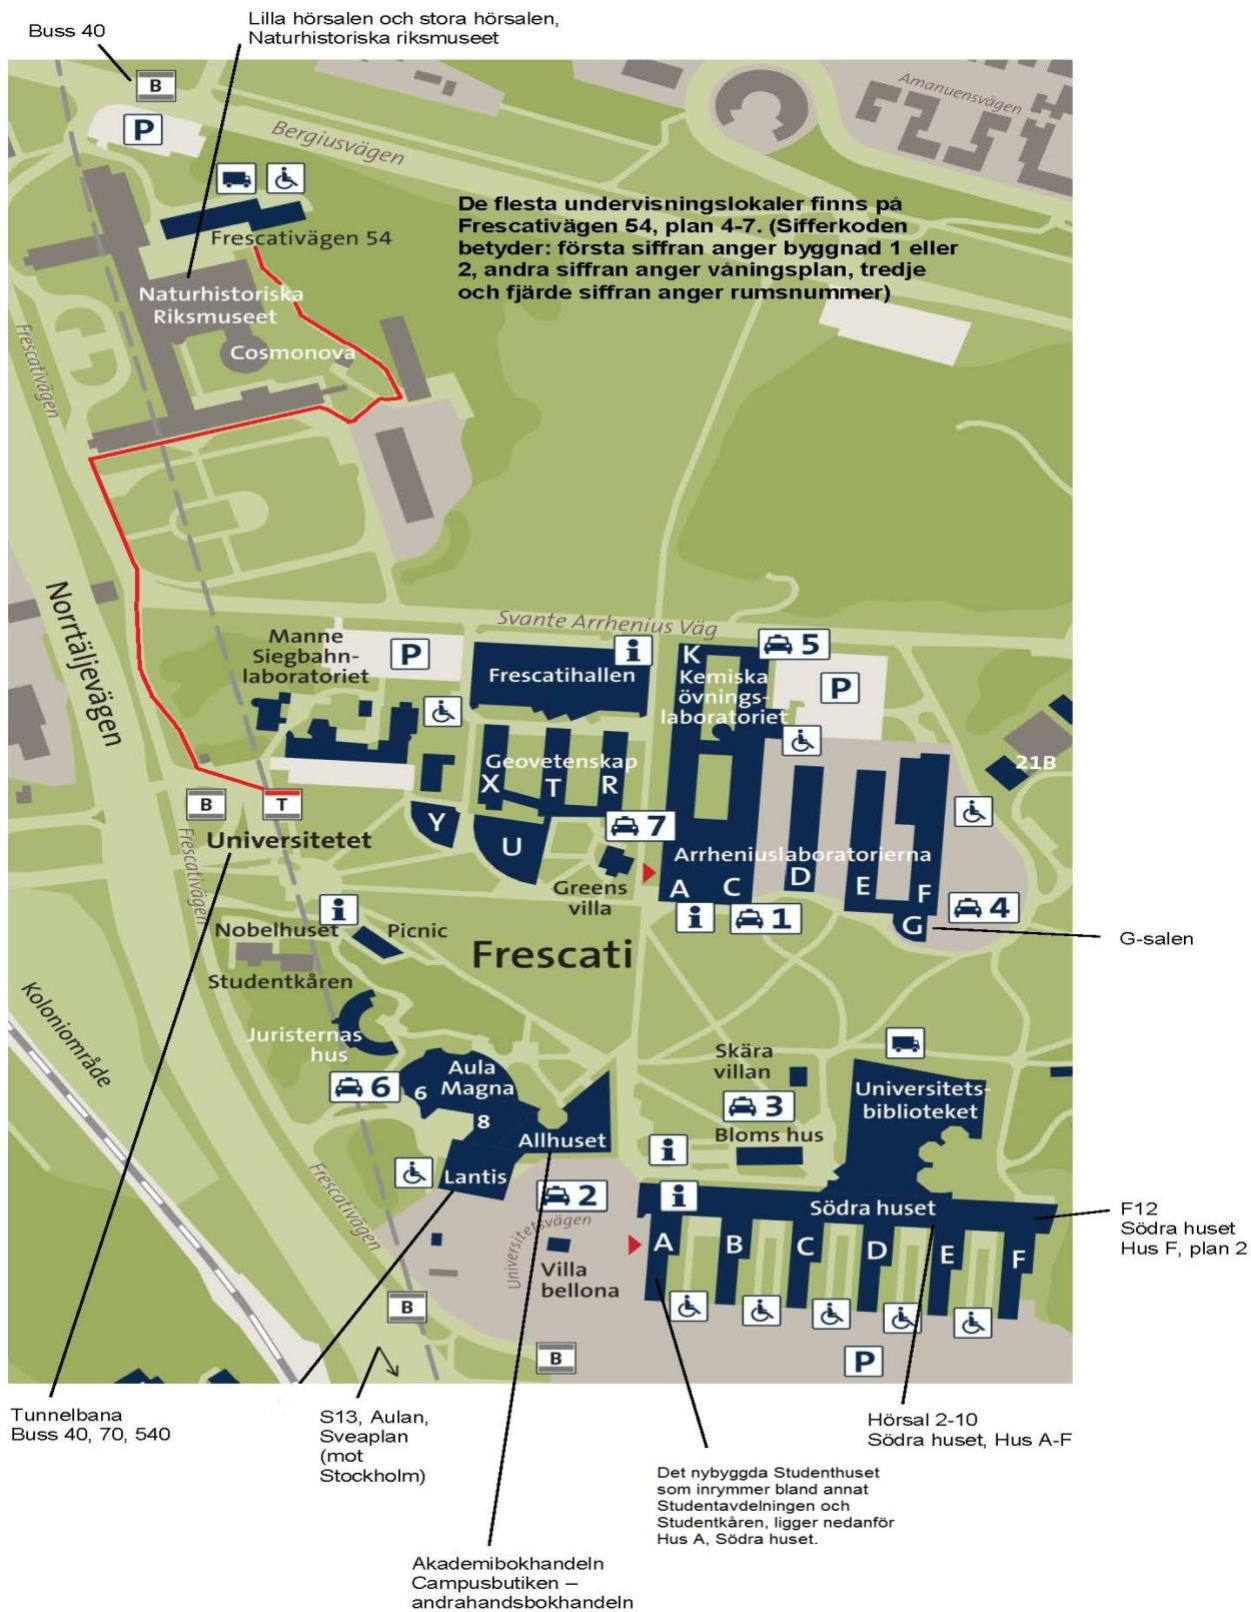 Buss 40
Lilla hörsalen och stora hörsalen,
Naturhistoriska riksmuseet
B
P
Bergiusvägen
Amanuensvägen
Frescativägen 54
De flesta undervisningslokaler finns på
Frescativägen 54, plan 4-7. (Sifferkoden
betyder: första siffran anger byggnad 1 eller
2, andra siffran anger våningsplan, tredje
och fjärde siffran anger rumsnummer)
Naturhistoriska
Riksmuseet
Cosmonova
Frescativägen
Norrtäljevägen
Svante Arrhenius Väg
Manne
Siegbahn-
laboratoriet
P
Frescatihallen
i
K
Kemiska
övnings-
laboratoriet
5
P
Geovetenskap
X
T
R
21B
B
T
Universitetet
Y
U
7
Greens
villa
Arrheniuslaboratorierna
A
C
D
E
F
G
i
1
4
G-salen
Frescativägen
i
Nobelhuset
Picnic
Studentkåren
Frescati
Koloniområde
Juristernas
hus
6
6
Aula
Magna
8
Allhuset
Lantis
Skära
villan
3
Bloms hus
Universitets-
biblioteket
i
i
2
Universitetsvägen
Södra huset
A
B
C
D
E
F
F12
Södra huset
Hus F, plan 2
Frescativägen
Villa
bellona
B
B
P
Tunnelbana
Buss 40, 70, 540
S13, Aulan,
Sveaplan
(mot
Stockholm)
Hörsal 2-10
Södra huset, Hus A-F
Det nybyggda Studenthuset
som inrymmer bland annat
Studentavdelningen och
Studentkåren, ligger nedanför
Hus A, Södra huset.
Akademibokhandeln
Campusbutiken –
andrahandsbokhandeln